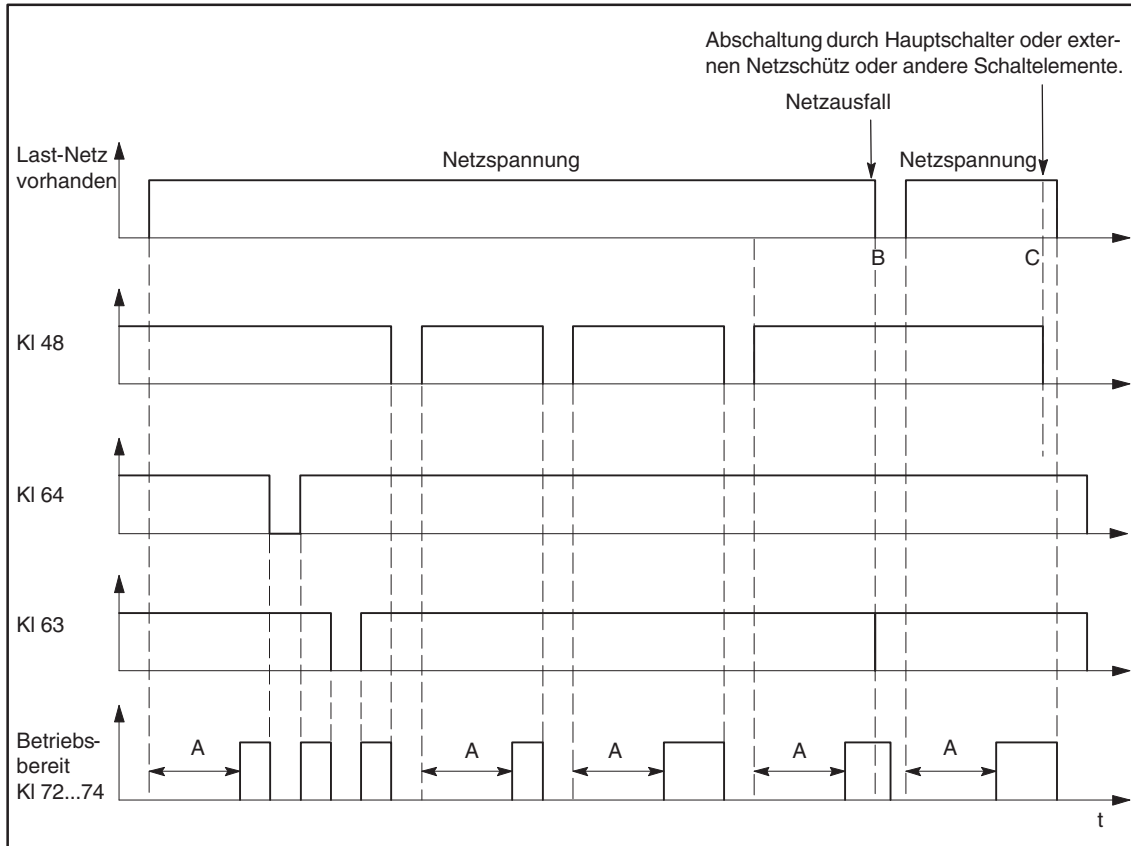 Abschaltung durch Hauptschalter oder exter-
nen Netzschütz oder andere Schaltelemente.
Netzausfall
Last-Netz
vorhanden
Netzspannung
Netzspannung
B
C
Kl 48
Kl 64
Kl 63
Betriebs-
bereit
Kl 72...74
A
A
A
A
A
t